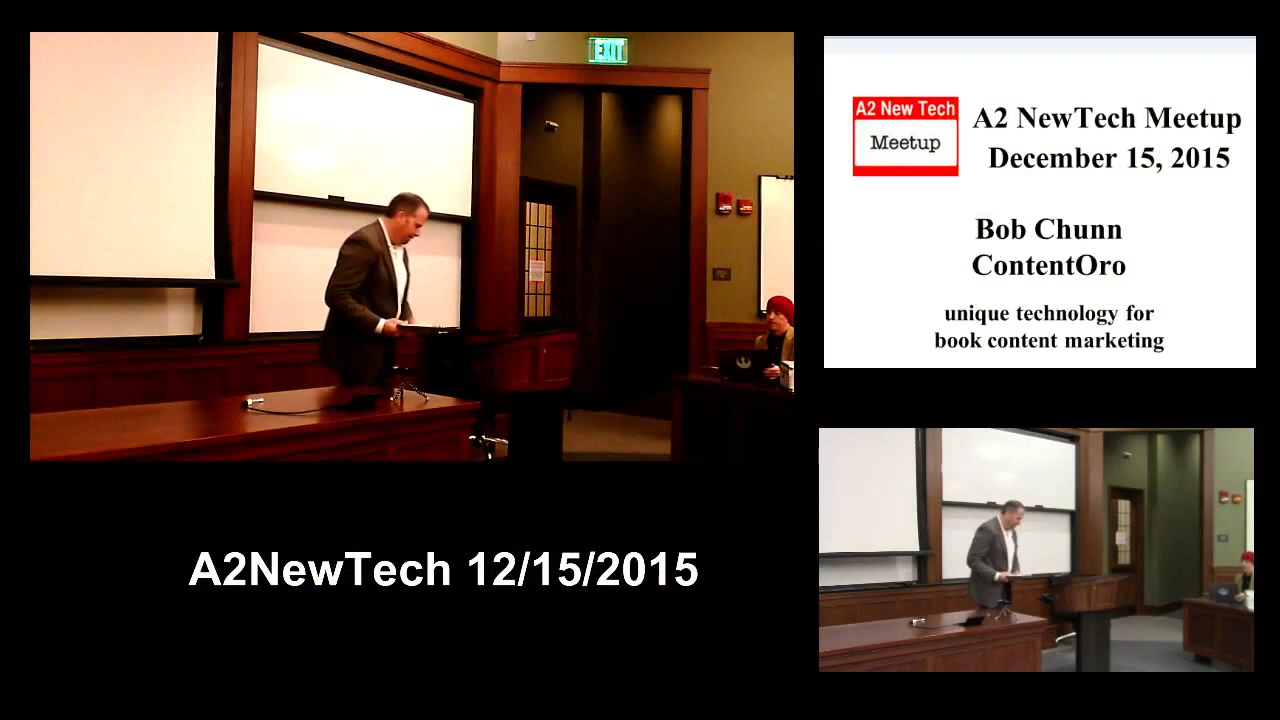 EXIT
A2 New Tech
Meetup
A2 NewTech Meetup
December 15, 2015
Bob Chunn
ContentOro
unique technology for
book content marketing
A2NewTech 12/15/2015